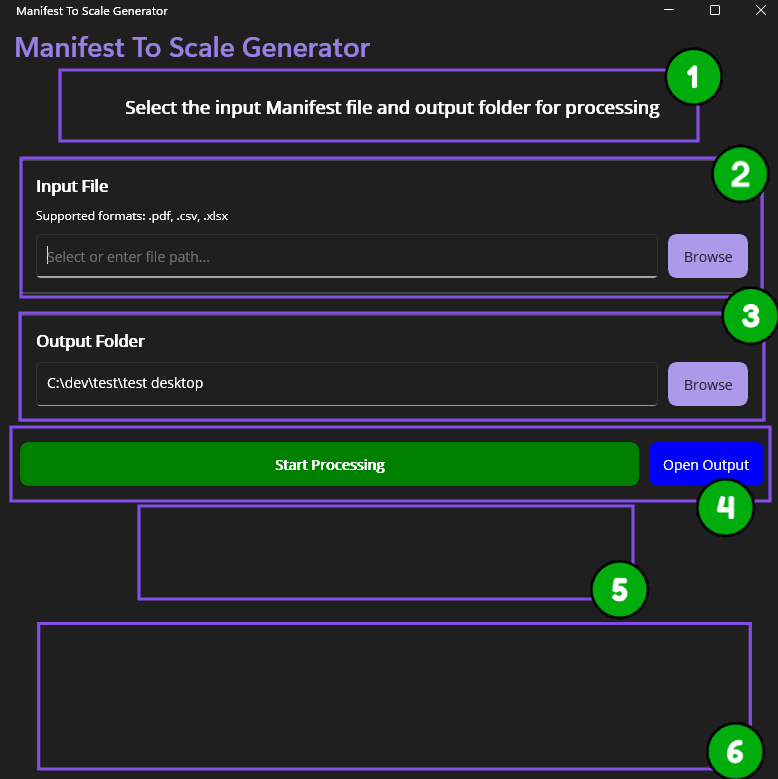 Manifest To Scale Generator
Manifest To Scale Generator
1
Select the input Manifest file and output folder for processing
2
Input File
Supported formats: .pdf, .csv, .xlsx
Select or enter file path...
Browse
3
Output Folder
C:\dev\test\test desktop
Browse
Start Processing
Open Output
4
5
6